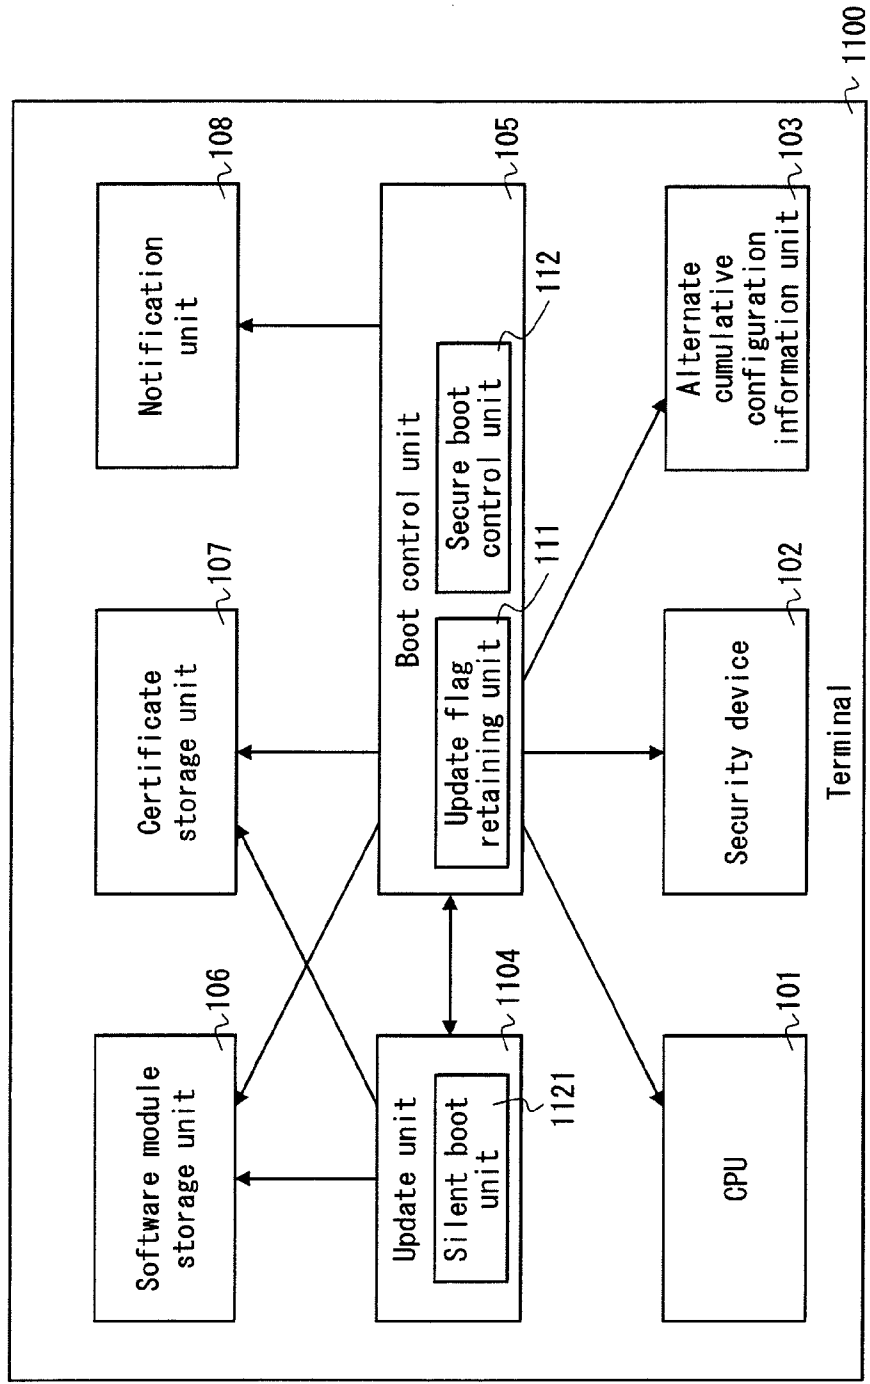 1100
106
Software module
storage unit
107
Certificate
storage unit
108
Notification
unit
1104
Update unit
Silent boot
unit
1121
105
Boot control unit
Update flag
retaining unit
111
Secure boot
control unit
112
101
CPU
102
Security device
103
Alternate
cumulative
configuration
information unit
Terminal